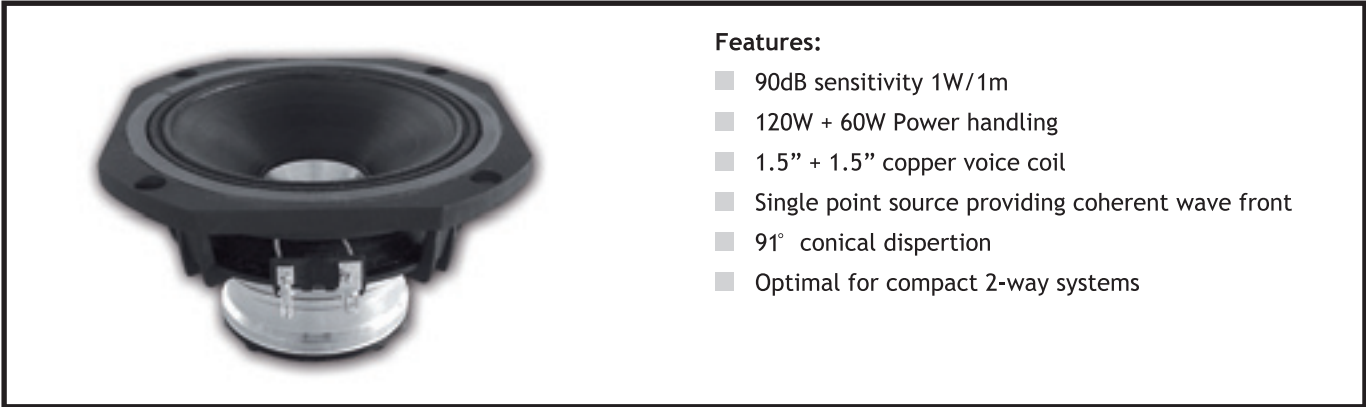 Features:
90dB sensitivity 1W/1m
120W + 60W Power handling
1.5” + 1.5” copper voice coil
Single point source providing coherent wave front
91° conical dispertion
Optimal for compact 2-way systems